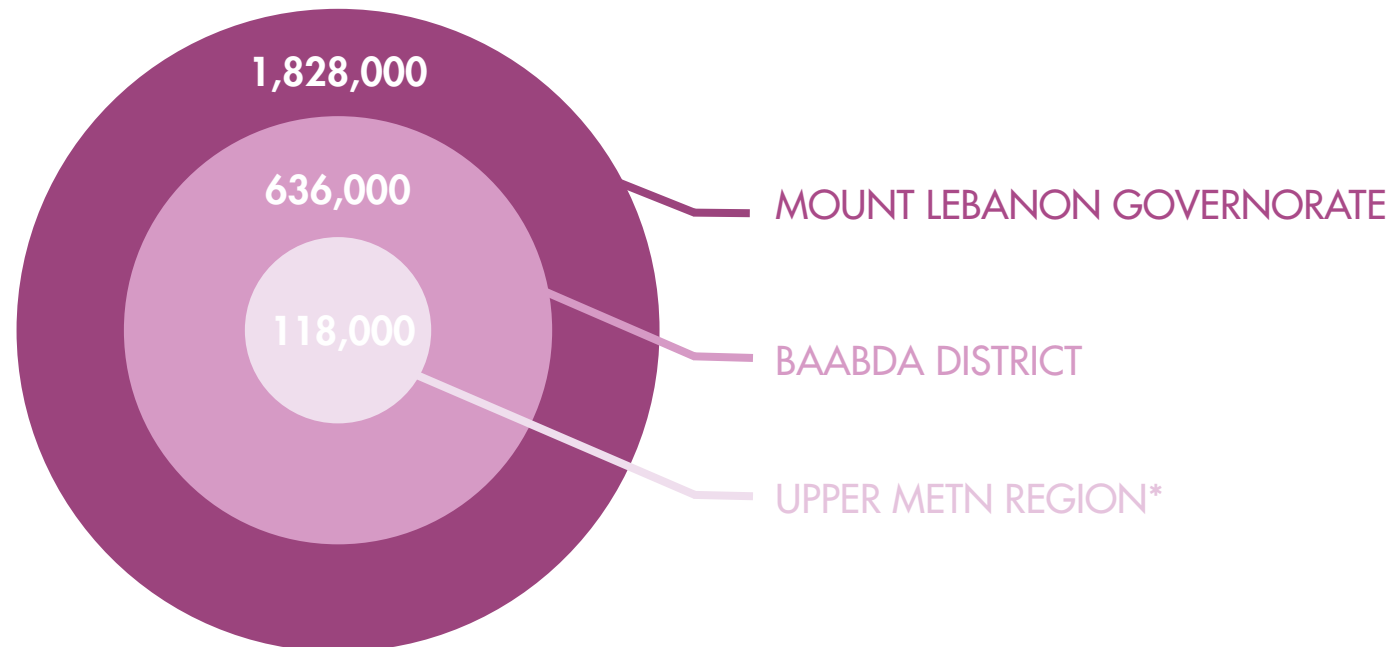 1,828,000
636,000
118,000
MOUNT LEBANON GOVERNORATE
BAABDA DISTRICT
UPPER METN REGION*